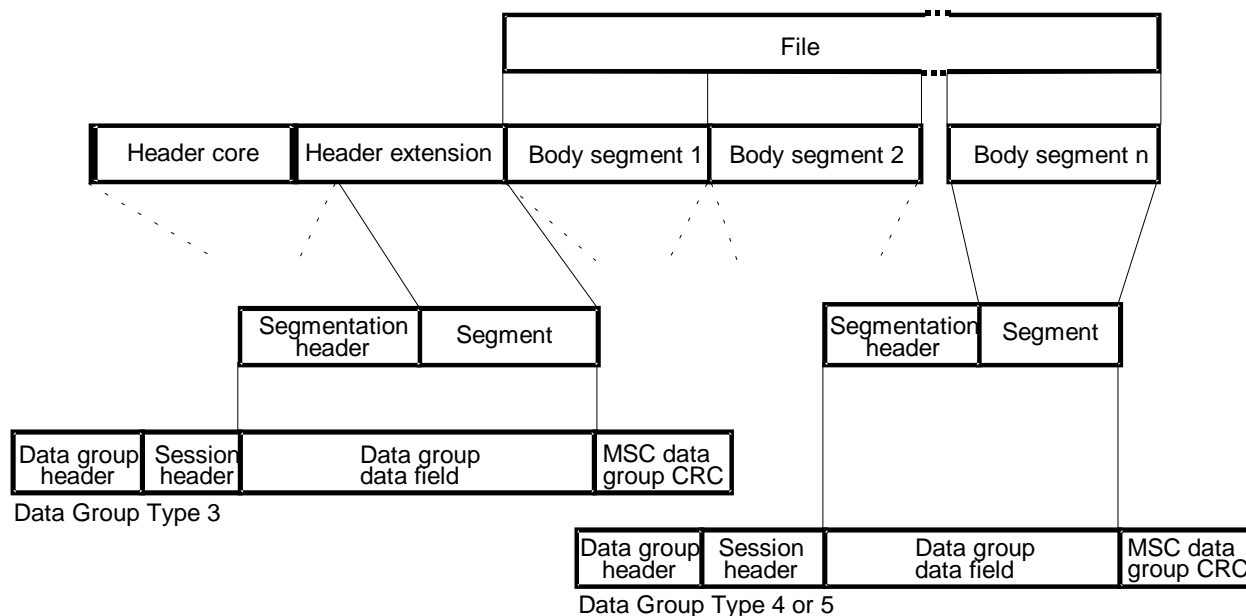 File
Header core
Header extension
Body segment 1
Body segment 2
Body segment n
Segmentation
header
Segment
Segmentation
header
Segment
Data group
header
Session
header
Data group
data field
MSC data
group CRC
Data Group Type 3
Data group
header
Session
header
Data group
data field
MSC data
group CRC
Data Group Type 4 or 5